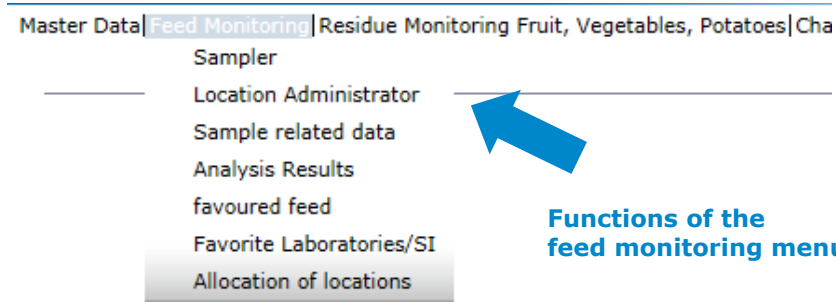 Master Data|Feed Monitoring|Residue Monitoring Fruit, Vegetables, Potatoes|Cha
Sampler
Location Administrator
Sample related data
Analysis Results
favoured feed
Favorite Laboratories/SI
Allocation of locations
Functions of the
feed monitoring menu